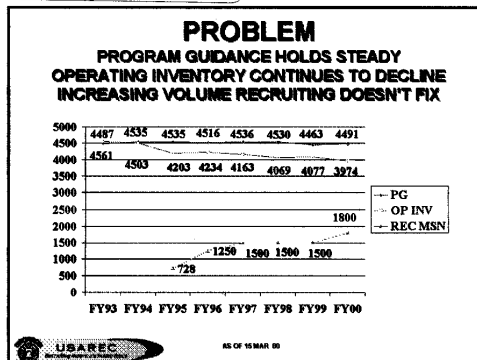 PROBLEM
PROGRAM GUIDANCE HOLDS STEADY
OPERATING INVENTORY CONTINUES TO DECLINE
INCREASING VOLUME RECRUITING DOESN'T FIX
5000
4500
4000
3500
3000
2500
2000
1500
1000
500
0
4487 4535 4535 4516 4536 4530 4463 4491
4561 4503 4203 4234 4163 4069 4077 3974
728 1250 1500 1500 1500 1800
FY93 FY94 FY95 FY96 FY97 FY98 FY99 FY00
PG
OP INV
REC MSN
USAREC
AS OF 15 MAR 00